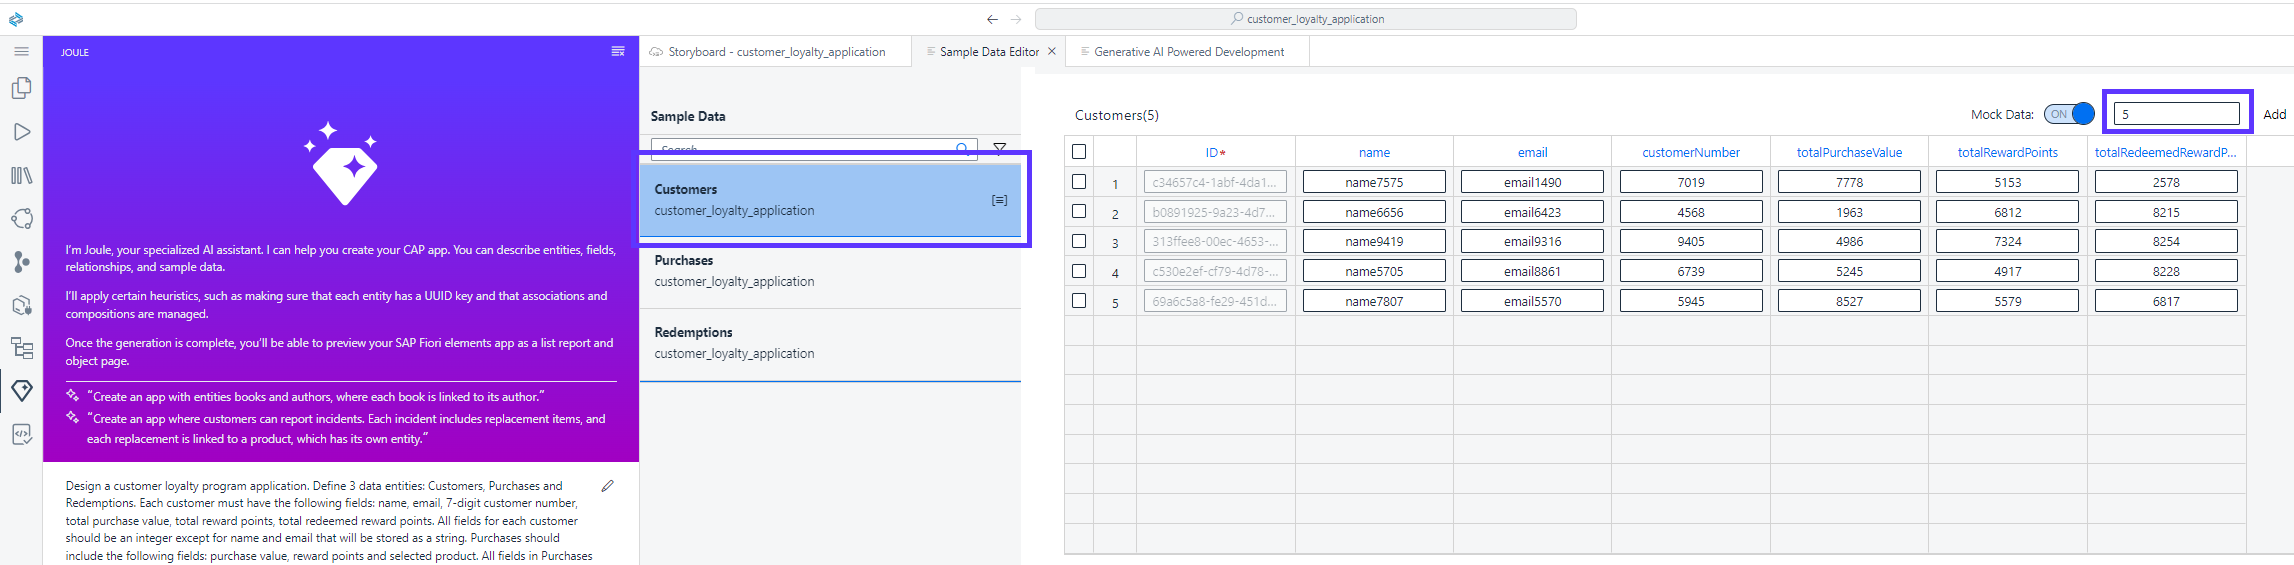 customer_loyalty_application
JOULE
I'm Joule, your specialized AI assistant. I can help you create your CAP app. You can describe entities, fields,
relationships, and sample data.
I'll apply certain heuristics, such as making sure that each entity has a UUID key and that associations and
compositions are managed.
Once the generation is complete, you'll be able to preview your SAP Fiori elements app as a list report and
object page.
"Create an app with entities books and authors, where each book is linked to its author."
"Create an app where customers can report incidents. Each incident includes replacement items, and
each replacement is linked to a product, which has its own entity."
Design a customer loyalty program application. Define 3 data entities: Customers, Purchases and
Redemptions. Each customer must have the following fields: name, email, 7-digit customer number,
total purchase value, total reward points, total redeemed reward points. All fields for each customer
should be an integer except for name and email that will be stored as a string. Purchases should
include the following fields: purchase value, reward points and selected product. All fields in Purchases
Storyboard - customer_loyalty_application
Sample Data Editor
Generative AI Powered Development
Sample Data
Search
Customers
customer_loyalty_application
Purchases
customer_loyalty_application
Redemptions
customer_loyalty_application
Customers(5)
Mock Data: ON 5 Add
ID* name email customerNumber totalPurchaseValue totalRewardPoints totalRedeemedRewardP...
1 c34657c4-1abf-4da1... name7575 email1490 7019 7778 5153 2578
2 b0891925-9a23-4d7... name6656 email6423 4568 1963 6812 8215
3 313ffee8-00ec-4653-... name9419 email9316 9405 4986 7324 8254
4 c530e2ef-cf79-4d78-... name5705 email8861 6739 5245 4917 8228
5 69a6c5a8-fe29-451d... name7807 email5570 5945 8527 5579 6817